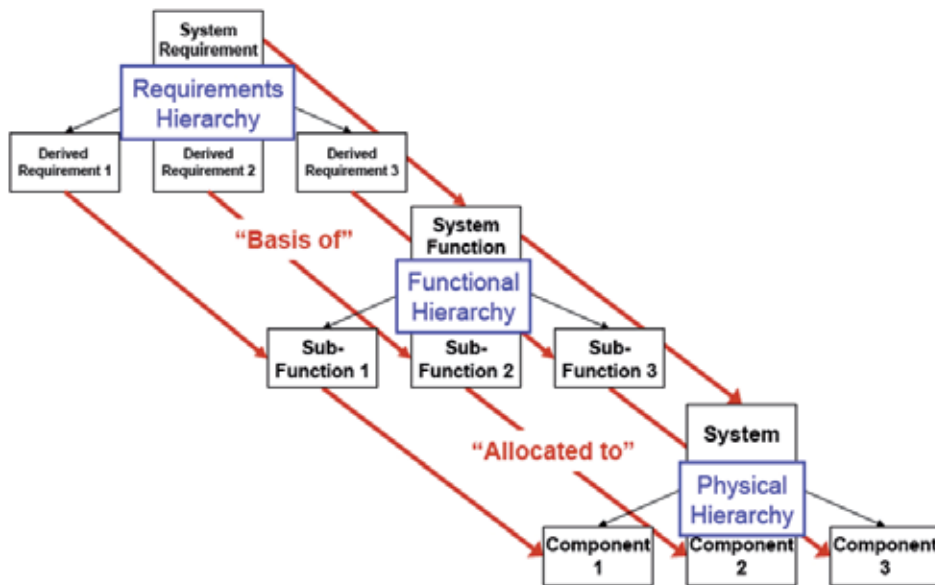 System
Requirement
Requirements
Hierarchy
Derived
Requirement 1
Derived
Requirement 2
Derived
Requirement 3
"Basis of"
System
Function
Functional
Hierarchy
Sub-
Function 1
Sub-
Function 2
Sub-
Function 3
"Allocated to"
System
Physical
Hierarchy
Component
1
Component
2
Component
3